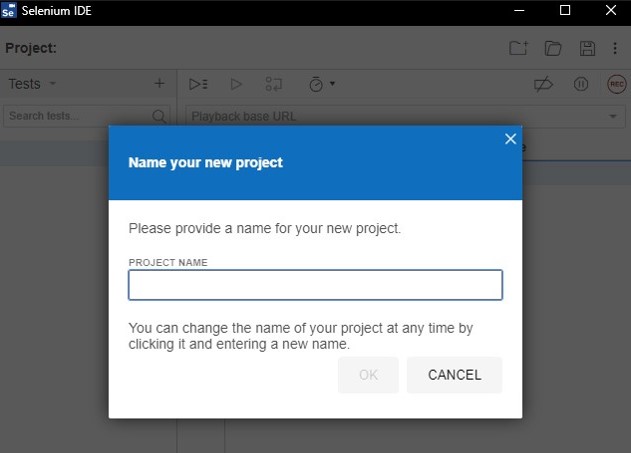 Se Selenium IDE
Project:
Tests
REC
Search tests...
Playback base URL
Name your new project
Please provide a name for your new project.
PROJECT NAME
You can change the name of your project at any time by
clicking it and entering a new name.
OK CANCEL